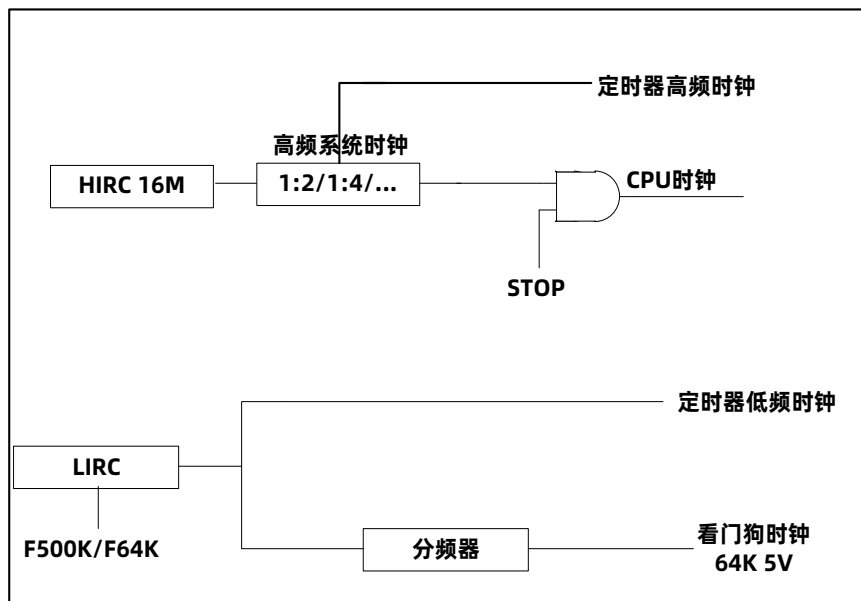 定时器高频时钟
高频系统时钟
HIRC 16M
1:2/1:4/...
CPU时钟
STOP
定时器低频时钟
LIRC
F500K/F64K
分频器
看门狗时钟
64K 5V